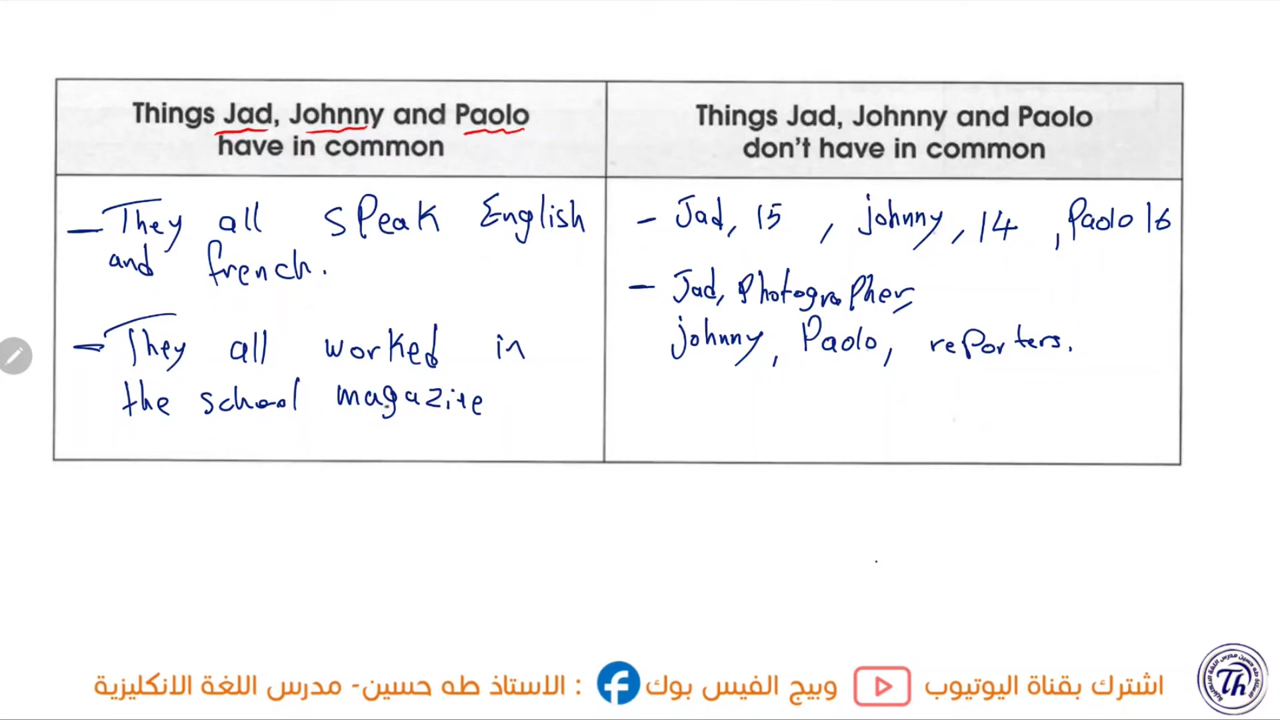 Things Jad, Johnny and Paolo
have in common
Things Jad, Johnny and Paolo
don't have in common
– They all speak English
and french.
– They all worked in
the school magazine
– Jad, 15 , johnny, 14 , Paolo 16
– Jad, Photographer
johnny, Paolo, reporters.
اشترك بقناة اليوتيوب وبيج الفيس بوك : الاستاذ طه حسين- مدرس اللغة الانكليزية
Th